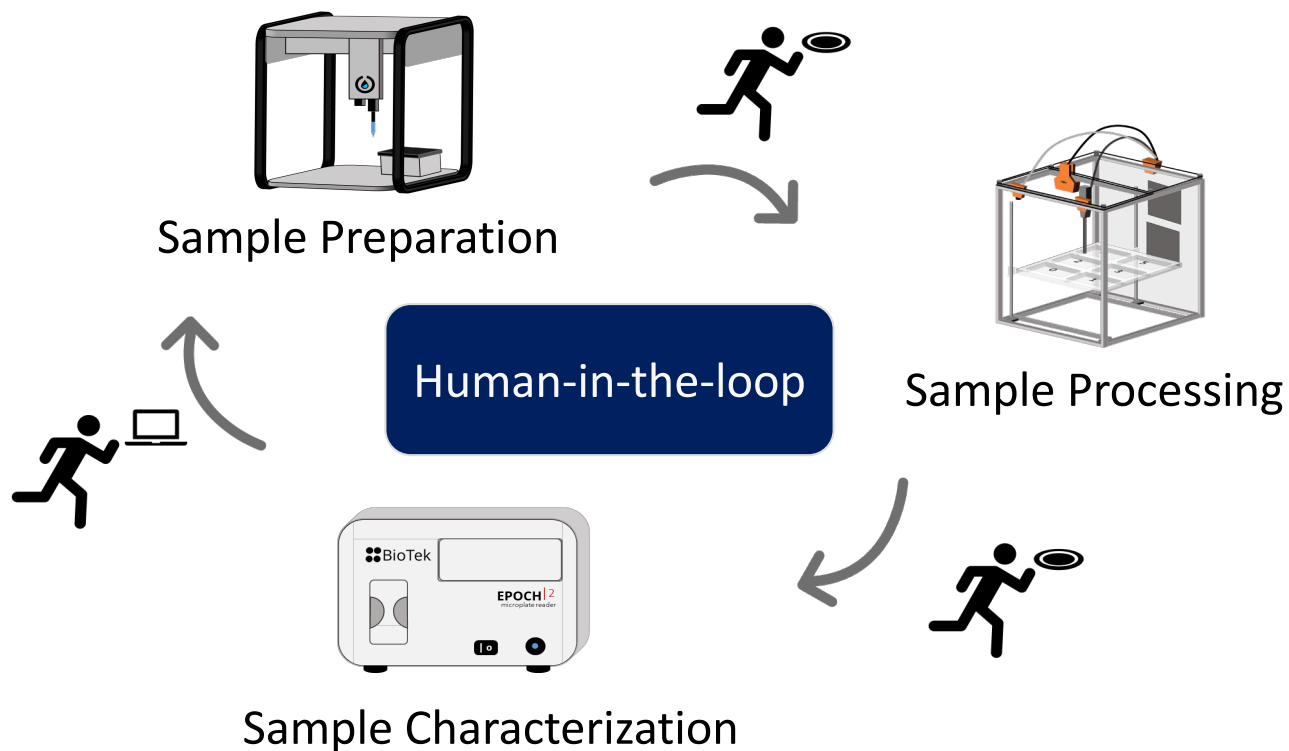 Sample Preparation
Human-in-the-loop
Sample Processing
BioTek
EPOCH|2
microplate reader
Sample Characterization